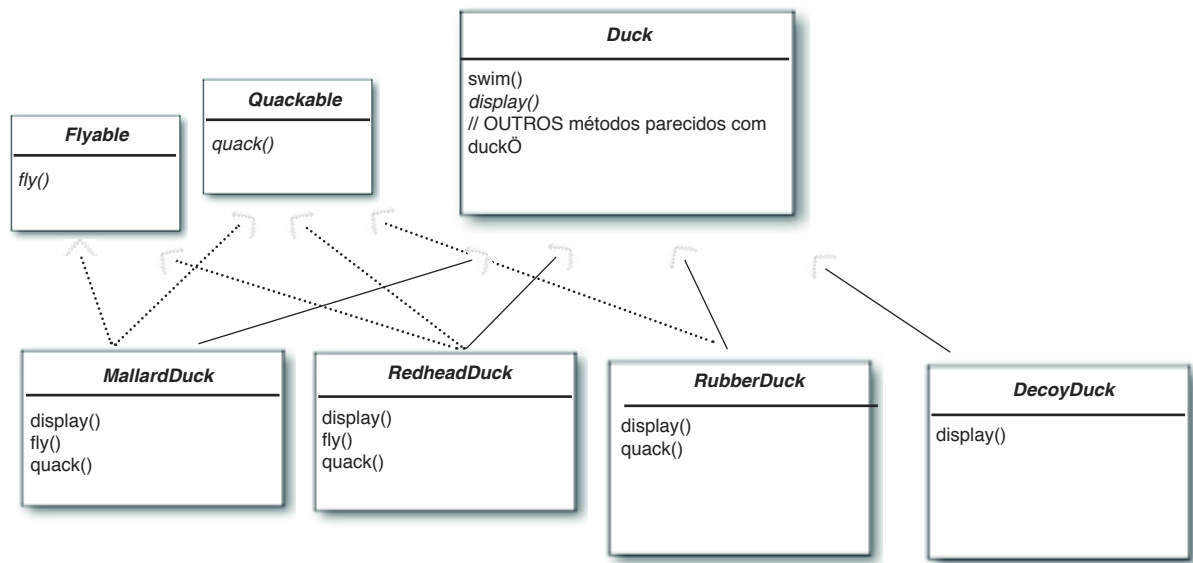 Duck
swim()
display()
// OUTROS métodos parecidos com
duckÖ
Quackable
quack()
Flyable
fly()
MallardDuck
display()
fly()
quack()
RedheadDuck
display()
fly()
quack()
RubberDuck
display()
quack()
DecoyDuck
display()